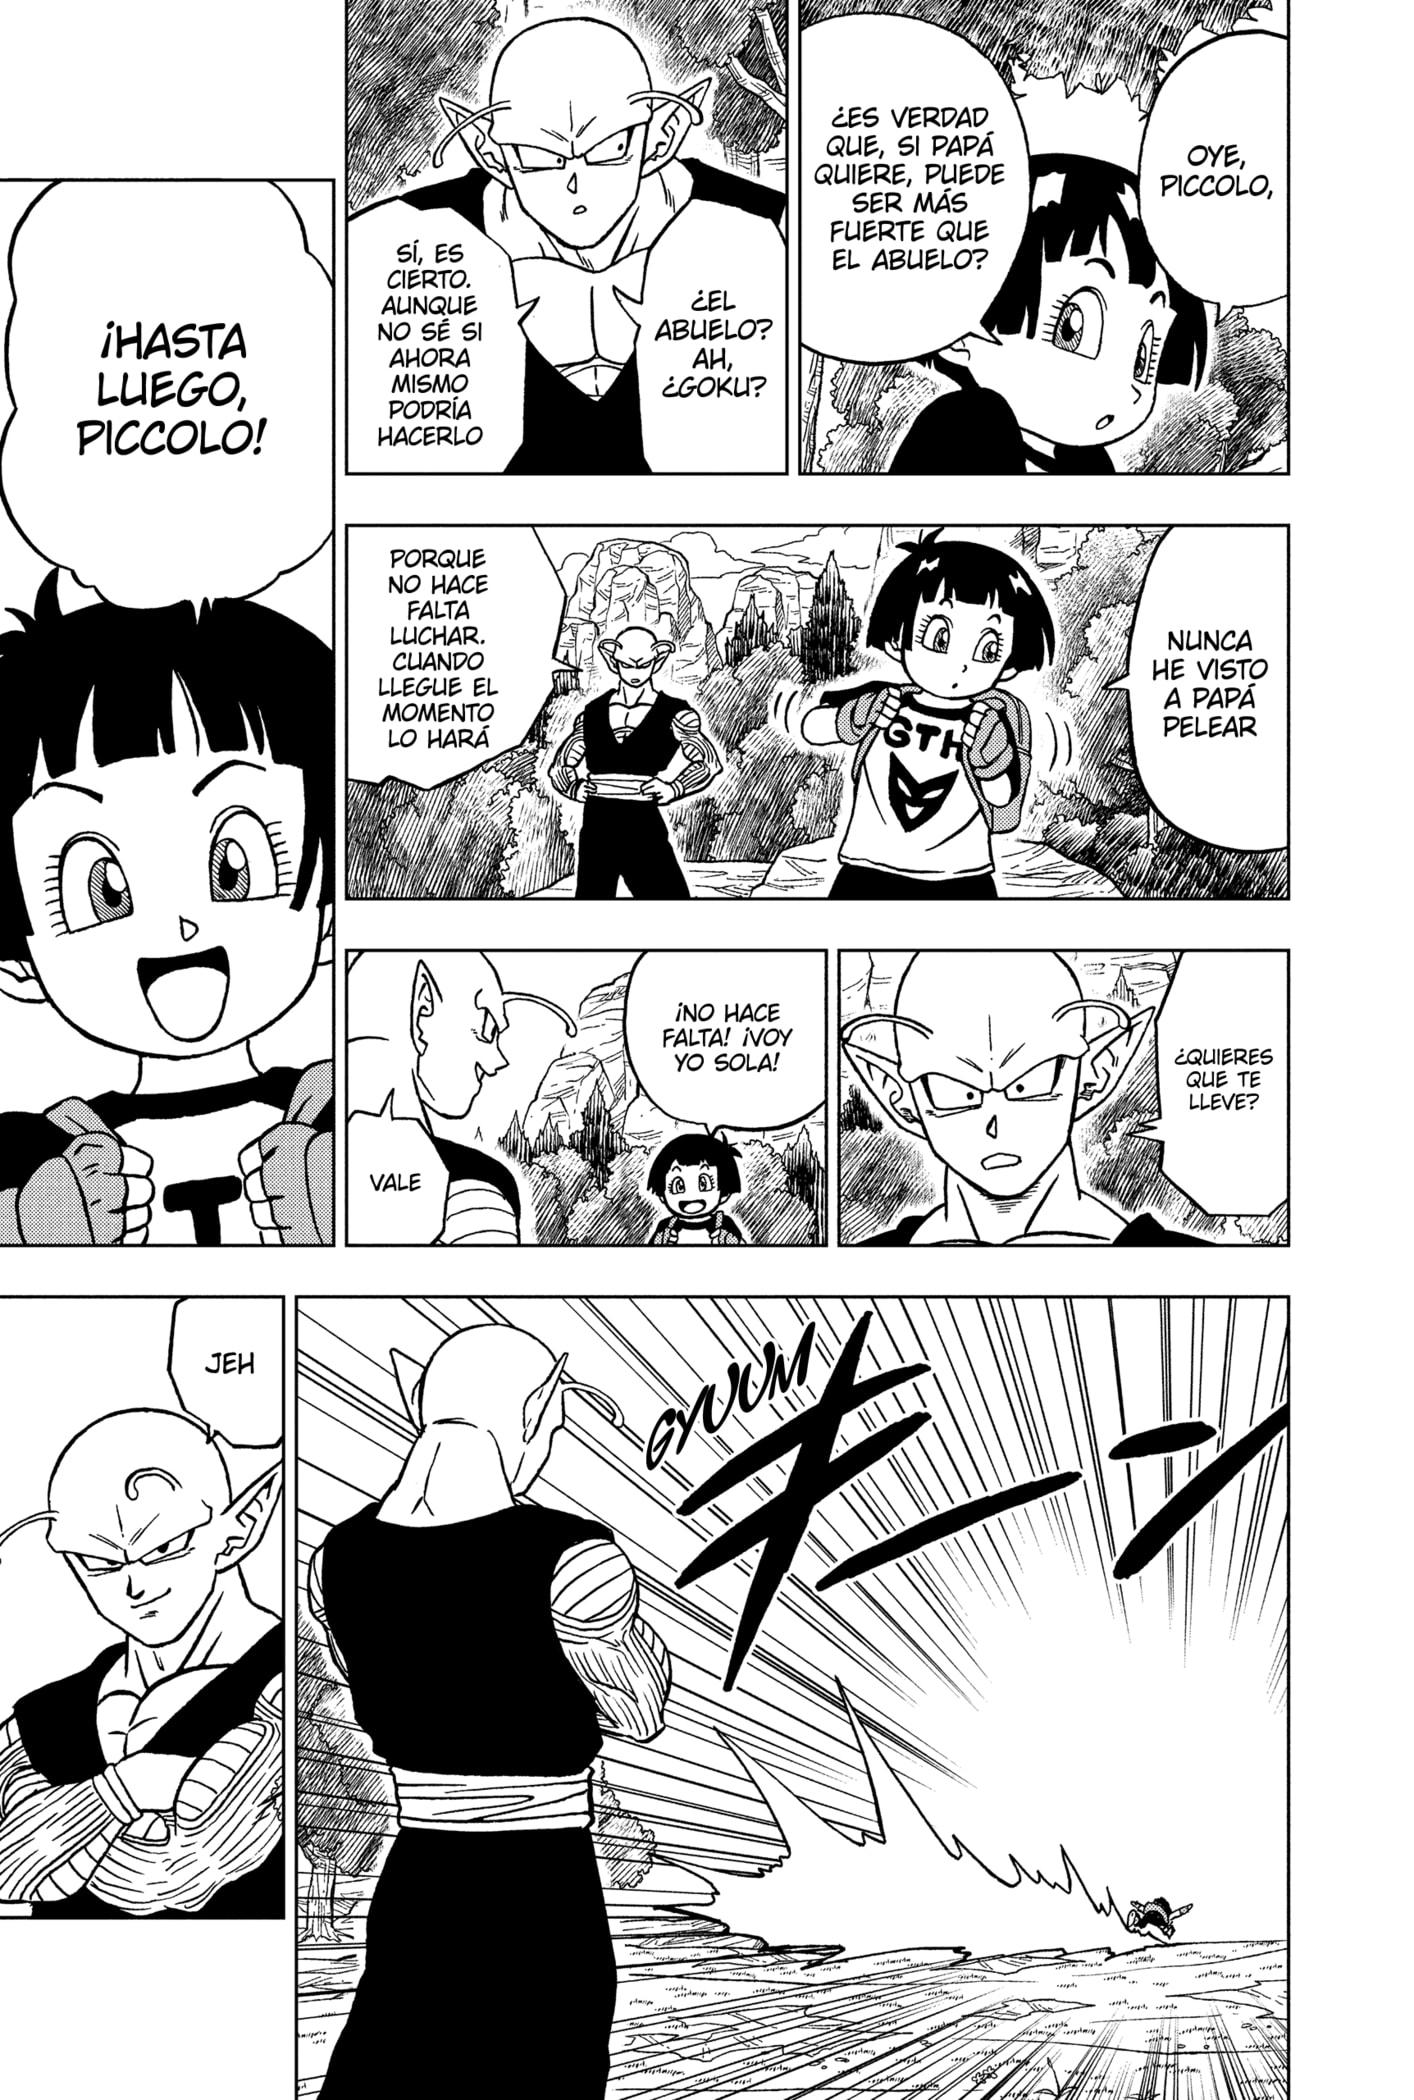 OYE,
PICCOLO,
¿ES VERDAD
QUE, SI PAPÁ
QUIERE, PUEDE
SER MÁS
FUERTE QUE
EL ABUELO?
¿EL
ABUELO?
AH,
¿GOKU?
SÍ, ES
CIERTO.
AUNQUE
NO SÉ SI
AHORA
MISMO
PODRÍA
HACERLO
NUNCA
HE VISTO
A PAPÁ
PELEAR
GTH
PORQUE
NO HACE
FALTA
LUCHAR.
CUANDO
LLEGUE EL
MOMENTO
LO HARÁ
¿QUIERES
QUE TE
LLEVE?
¡NO HACE
FALTA! ¡VOY
YO SOLA!
VALE
¡HASTA
LUEGO,
PICCOLO!
T
GYUUM
キーン
JEH